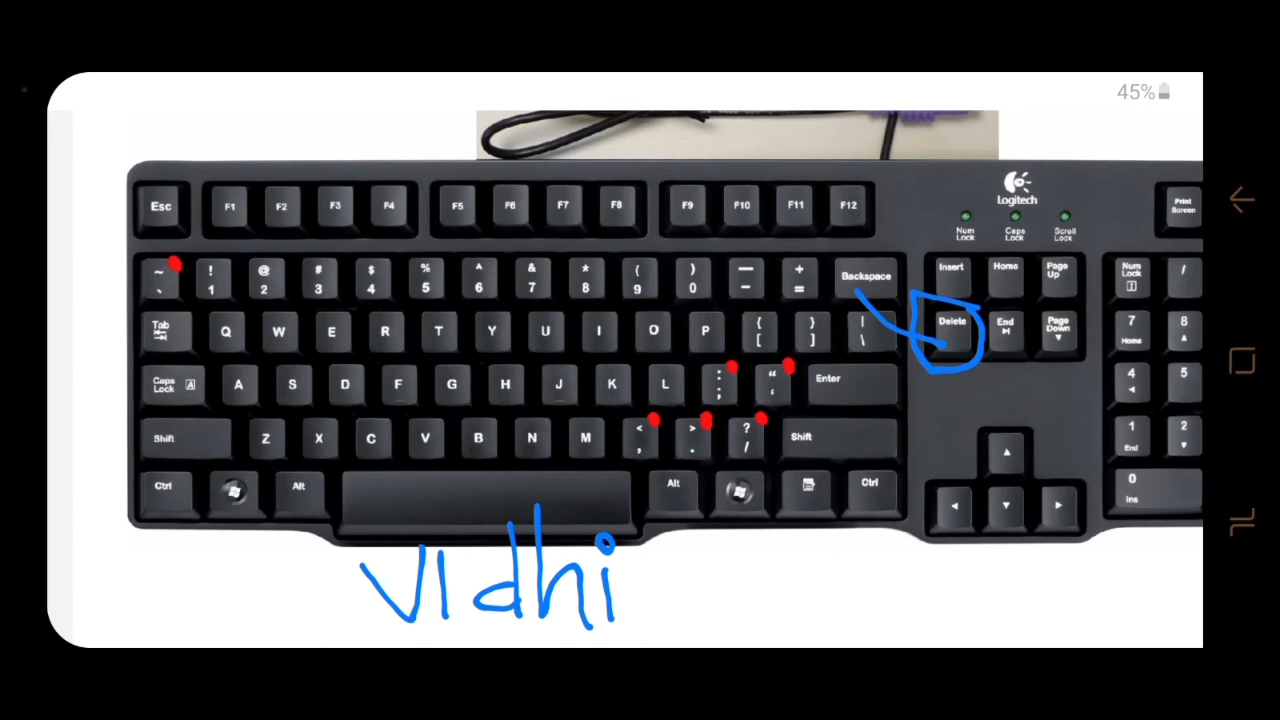 45%
Logitech
Esc F1 F2 F3 F4 F5 F6 F7 F8 F9 F10 F11 F12 Print Screen
Num Lock Caps Lock Scroll Lock
~ ` ! 1 @ 2 # 3 $ 4 % 5 ^ 6 & 7 * 8 ( 9 ) 0 — - + = Backspace Insert Home Page Up Num Lock /
Tab Q W E R T Y U I O P { [ } ] | \ Delete End Page Down 7 Home 8
Caps Lock A A S D F G H J K L : ; “ ‘ Enter 4 5
Shift Z X C V B N M < , > . ? / Shift 1 End 2
Ctrl Alt Alt Ctrl 0 Ins
vidhi